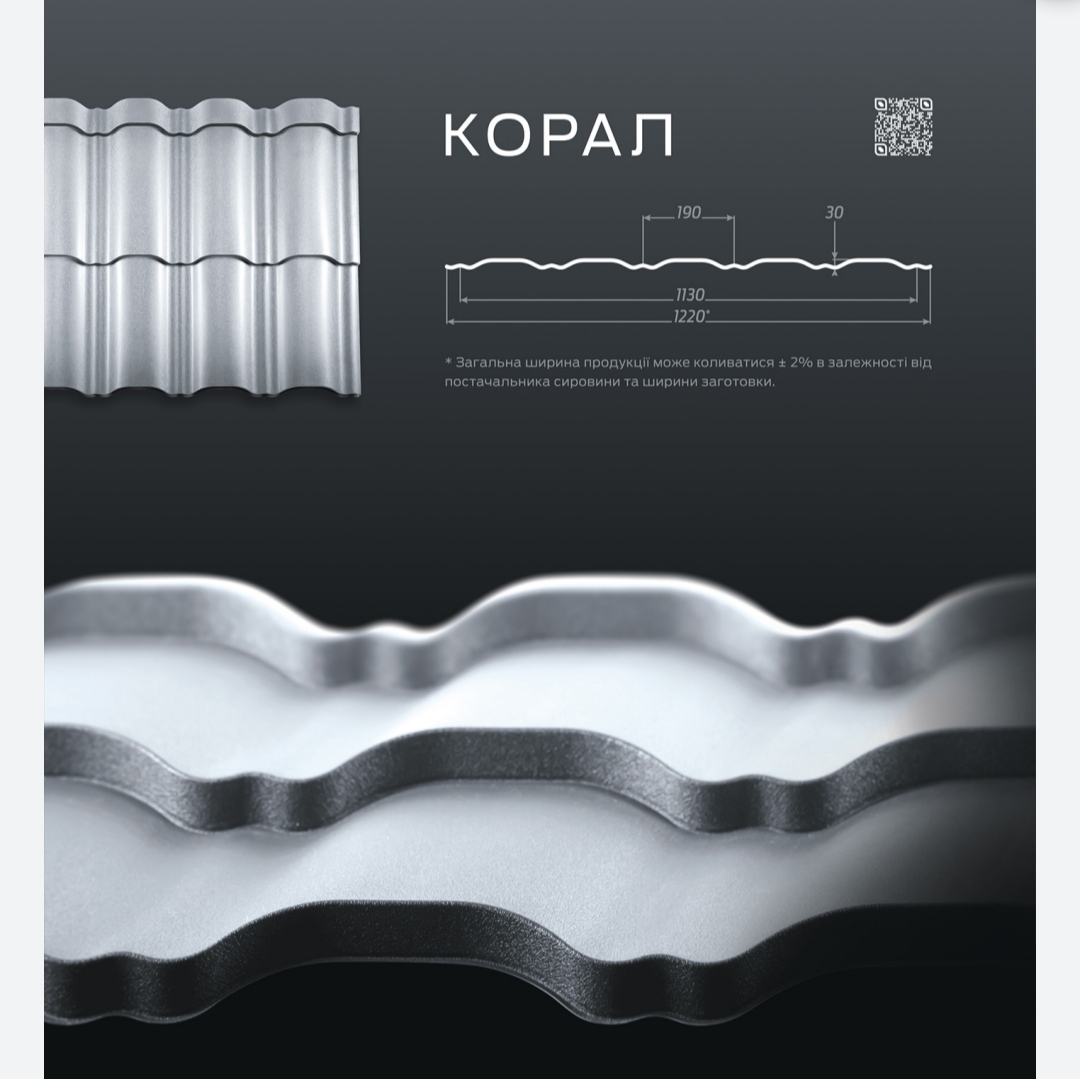 КОРАЛ
190
30
1130
1220*
* Загальна ширина продукції може коливатися ± 2% в залежності від
постачальника сировини та ширини заготовки.